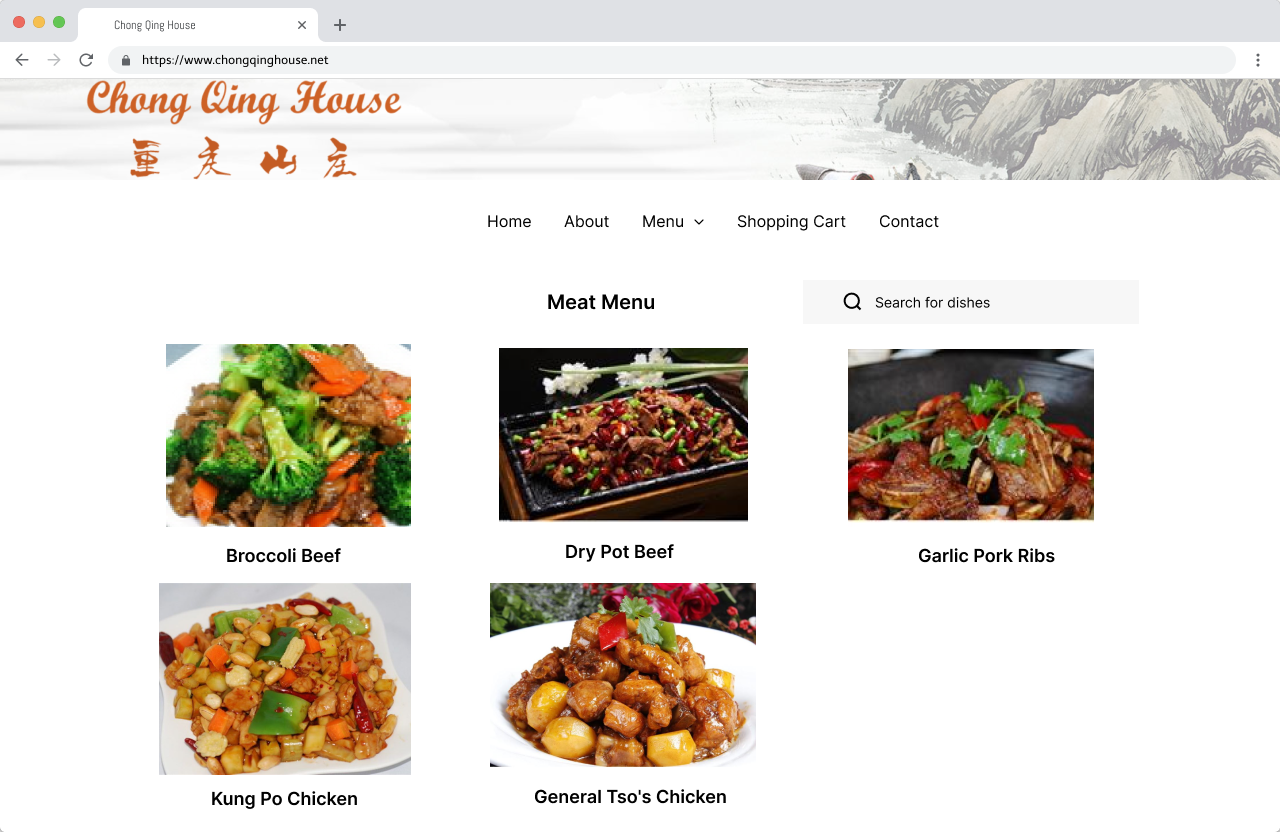 Chong Qing House
https://www.chongqinghouse.net
Chong Qing House
重庆山庄
Home About Menu Shopping Cart Contact
Meat Menu
Search for dishes
Broccoli Beef
Dry Pot Beef
Garlic Pork Ribs
Kung Po Chicken
General Tso's Chicken